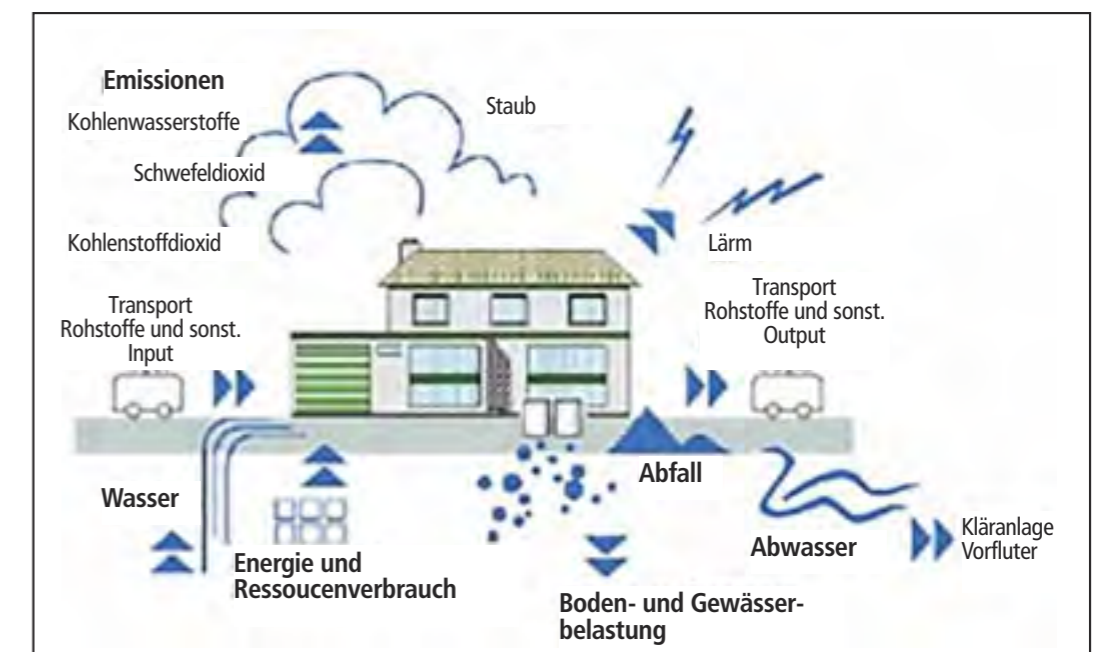 Emissionen
Kohlenwasserstoffe
Staub
Schwefeldioxid
Kohlenstoffdioxid
Lärm
Transport
Rohstoffe und sonst.
Input
Transport
Rohstoffe und sonst.
Output
Wasser
Energie und
Ressoucenverbrauch
Abfall
Abwasser
Kläranlage
Vorfluter
Boden- und Gewässer-
belastung